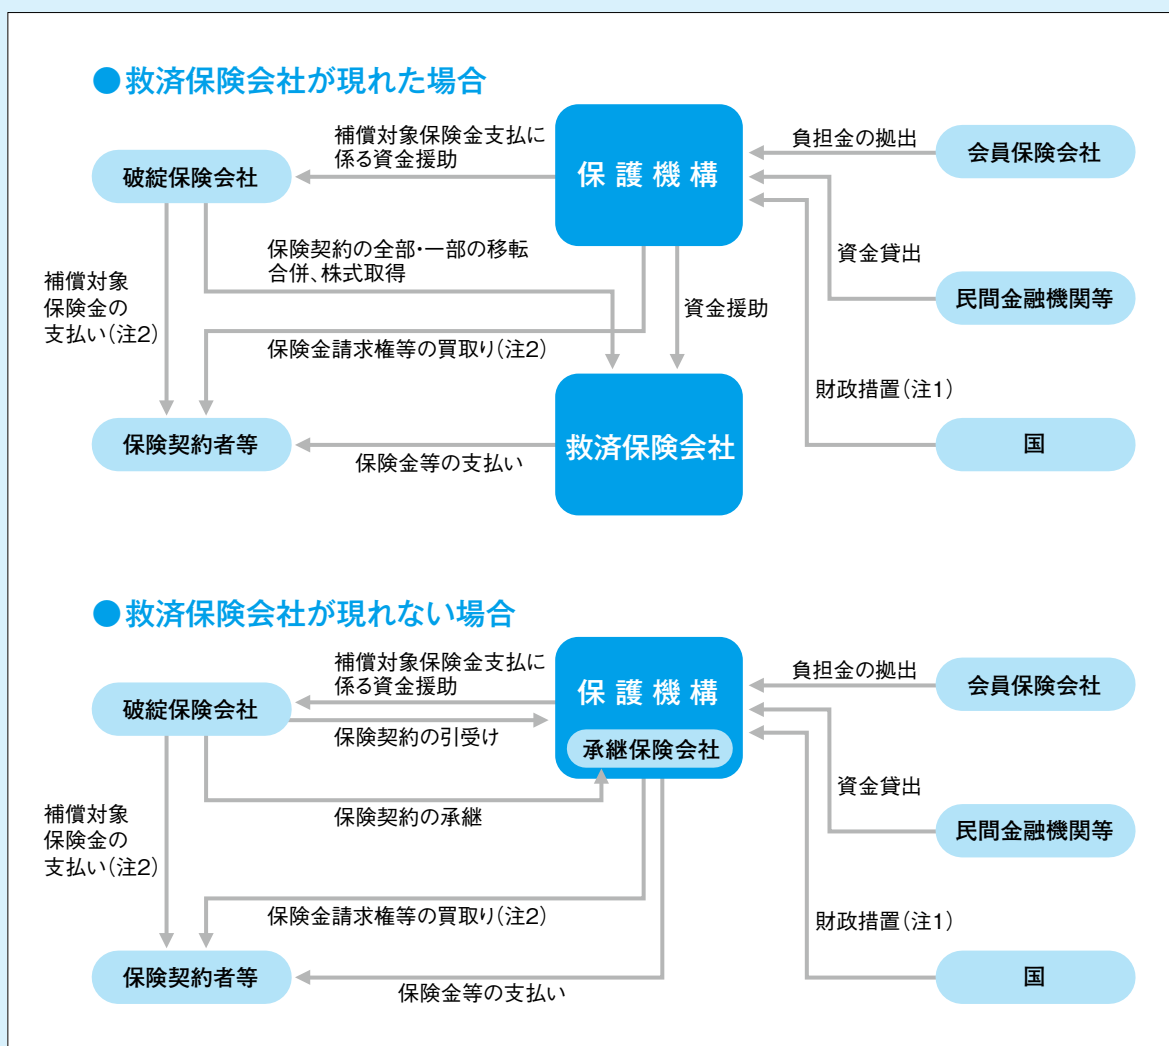 ●救済保険会社が現れた場合
補償対象保険金支払に
係る資金援助
保護機構
負担金の拠出
会員保険会社
破綻保険会社
保険契約の全部・一部の移転
合併、株式取得
補償対象
保険金の
支払い(注2)
資金貸出
民間金融機関等
資金援助
保険金請求権等の買取り(注2)
財政措置(注1)
保険契約者等
救済保険会社
国
保険金等の支払い
●救済保険会社が現れない場合
補償対象保険金支払に
係る資金援助
保護機構
負担金の拠出
会員保険会社
破綻保険会社
保険契約の引受け
承継保険会社
補償対象
保険金の
支払い(注2)
保険契約の承継
資金貸出
民間金融機関等
保険金請求権等の買取り(注2)
財政措置(注1)
保険契約者等
国
保険金等の支払い